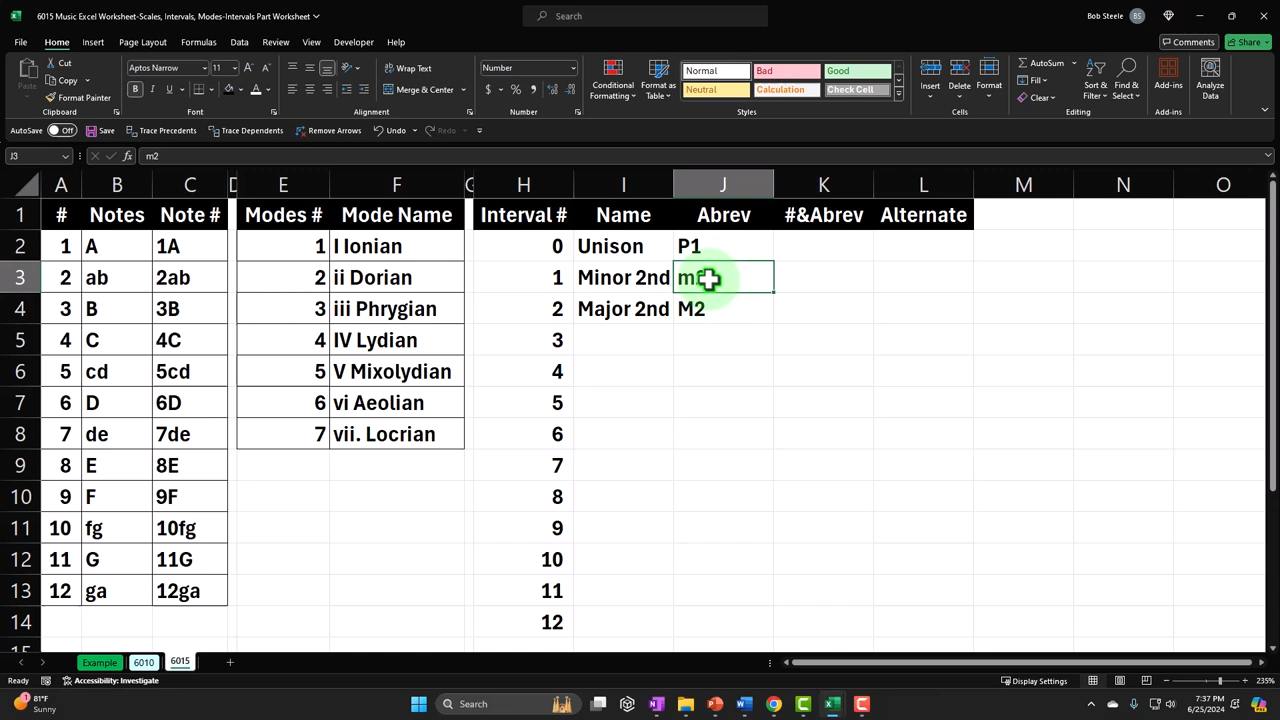 6015 Music Excel Worksheet-Scales, Intervals, Modes-Intervals Part Worksheet
Search
Bob Steele BS
File Home Insert Draw Page Layout Formulas Data Review View Developer Help
Comments Share
Paste Cut Copy Format Painter
Clipboard
Aptos Narrow 11
B I U
Font
Wrap Text
Merge & Center
Alignment
Number
$ % 9
Number
Conditional Formatting
Format as Table
Normal Bad Good
Neutral Calculation Check Cell
Styles
Insert Delete Format
Cells
AutoSum
Fill
Clear
Sort & Filter
Find & Select
Editing
Add-ins
Add-ins
Analyze Data
AutoSave Off Save Trace Precedents Trace Dependents Remove Arrows Undo Redo
J3 fx m2
A B C D E F G H I J K L M N O
1 # Notes Note # Modes # Mode Name Interval # Name Abrev #&Abrev Alternate
2 1 A 1A 1 I Ionian 0 Unison P1
3 2 ab 2ab 2 ii Dorian 1 Minor 2nd m2
4 3 B 3B 3 iii Phrygian 2 Major 2nd M2
5 4 C 4C 4 IV Lydian 3
6 5 cd 5cd 5 V Mixolydian 4
7 6 D 6D 6 vi Aeolian 5
8 7 de 7de 7 vii. Locrian 6
9 8 E 8E 7
10 9 F 9F 8
11 10 fg 10fg 9
12 11 G 11G 10
13 12 ga 12ga 11
14 12
15
Example 6010 6015
Ready Accessibility: Investigate Display Settings 235%
81°F
Sunny
Search
7:37 PM
6/25/2024